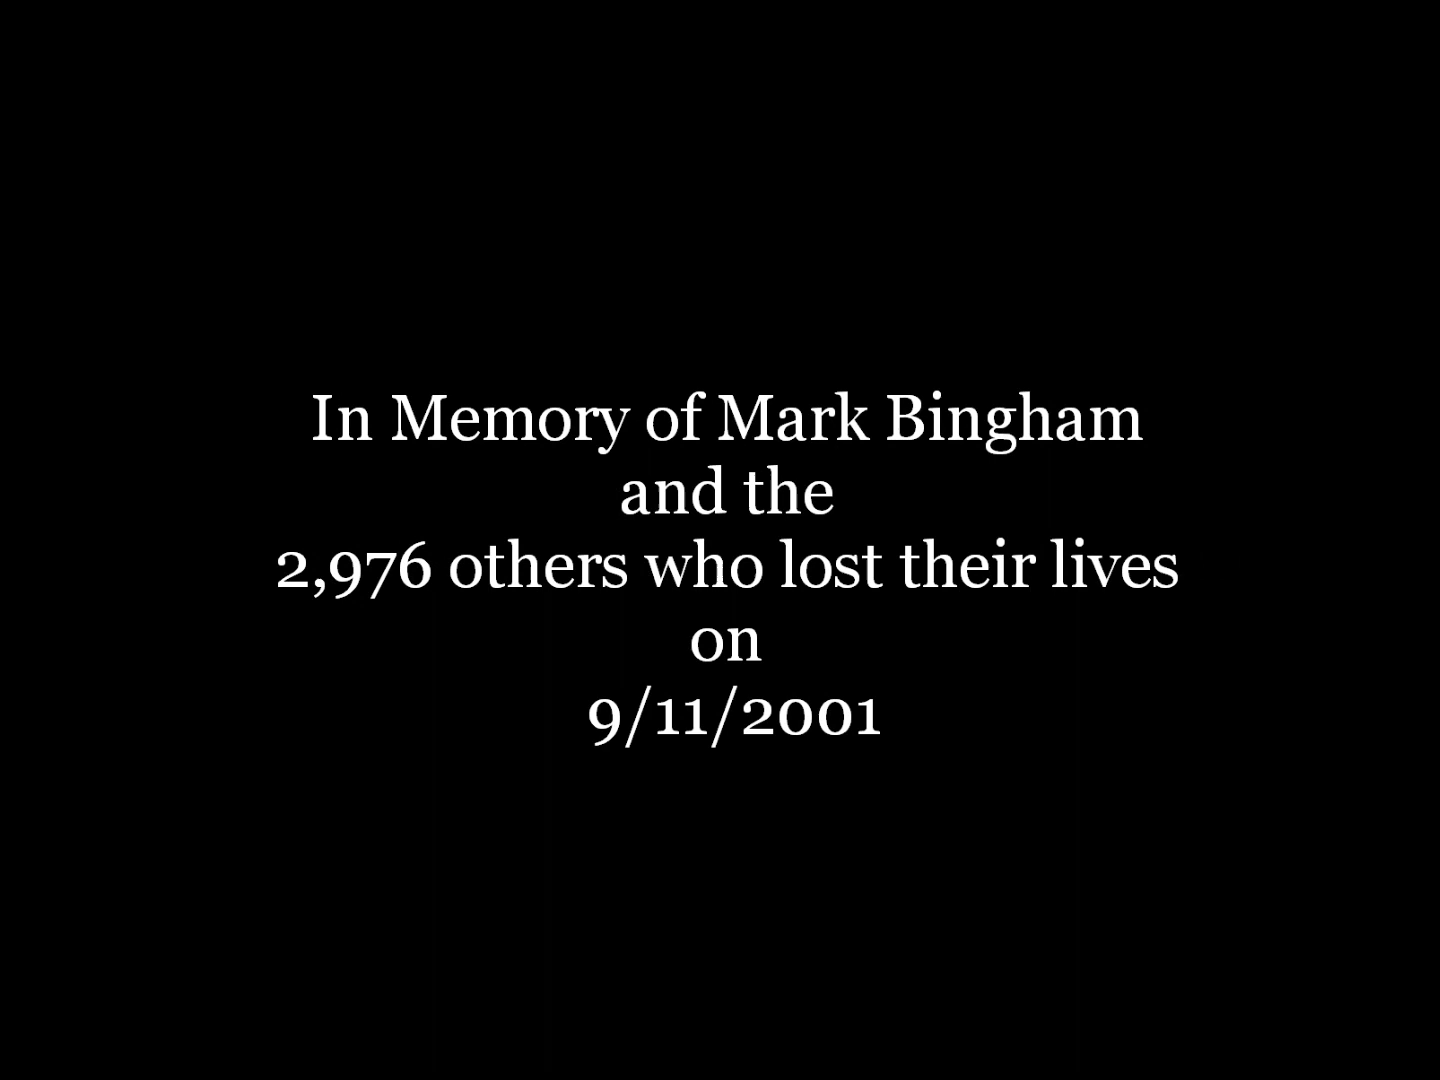 In Memory of Mark Bingham
and the
2,976 others who lost their lives
on
9/11/2001